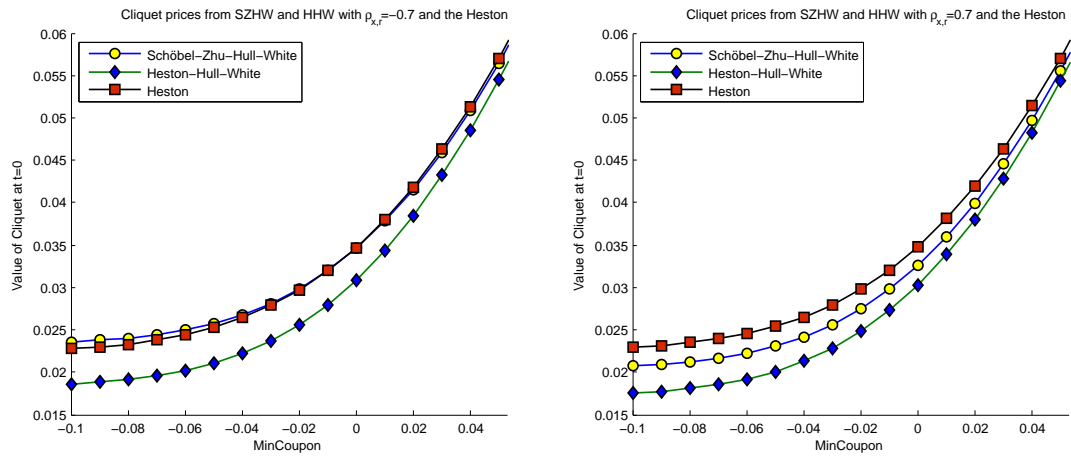 Cliquet prices from SZHW and HHW with ρx,r=−0.7 and the Heston
Schöbel−Zhu−Hull−White
Heston−Hull−White
Heston
Value of Cliquet at t=0
0.06
0.055
0.05
0.045
0.04
0.035
0.03
0.025
0.02
0.015
−0.1 −0.08 −0.06 −0.04 −0.02 0 0.02 0.04
MinCoupon
Cliquet prices from SZHW and HHW with ρx,r=0.7 and the Heston
Schöbel−Zhu−Hull−White
Heston−Hull−White
Heston
Value of Cliquet at t=0
0.06
0.055
0.05
0.045
0.04
0.035
0.03
0.025
0.02
0.015
−0.1 −0.08 −0.06 −0.04 −0.02 0 0.02 0.04
MinCoupon